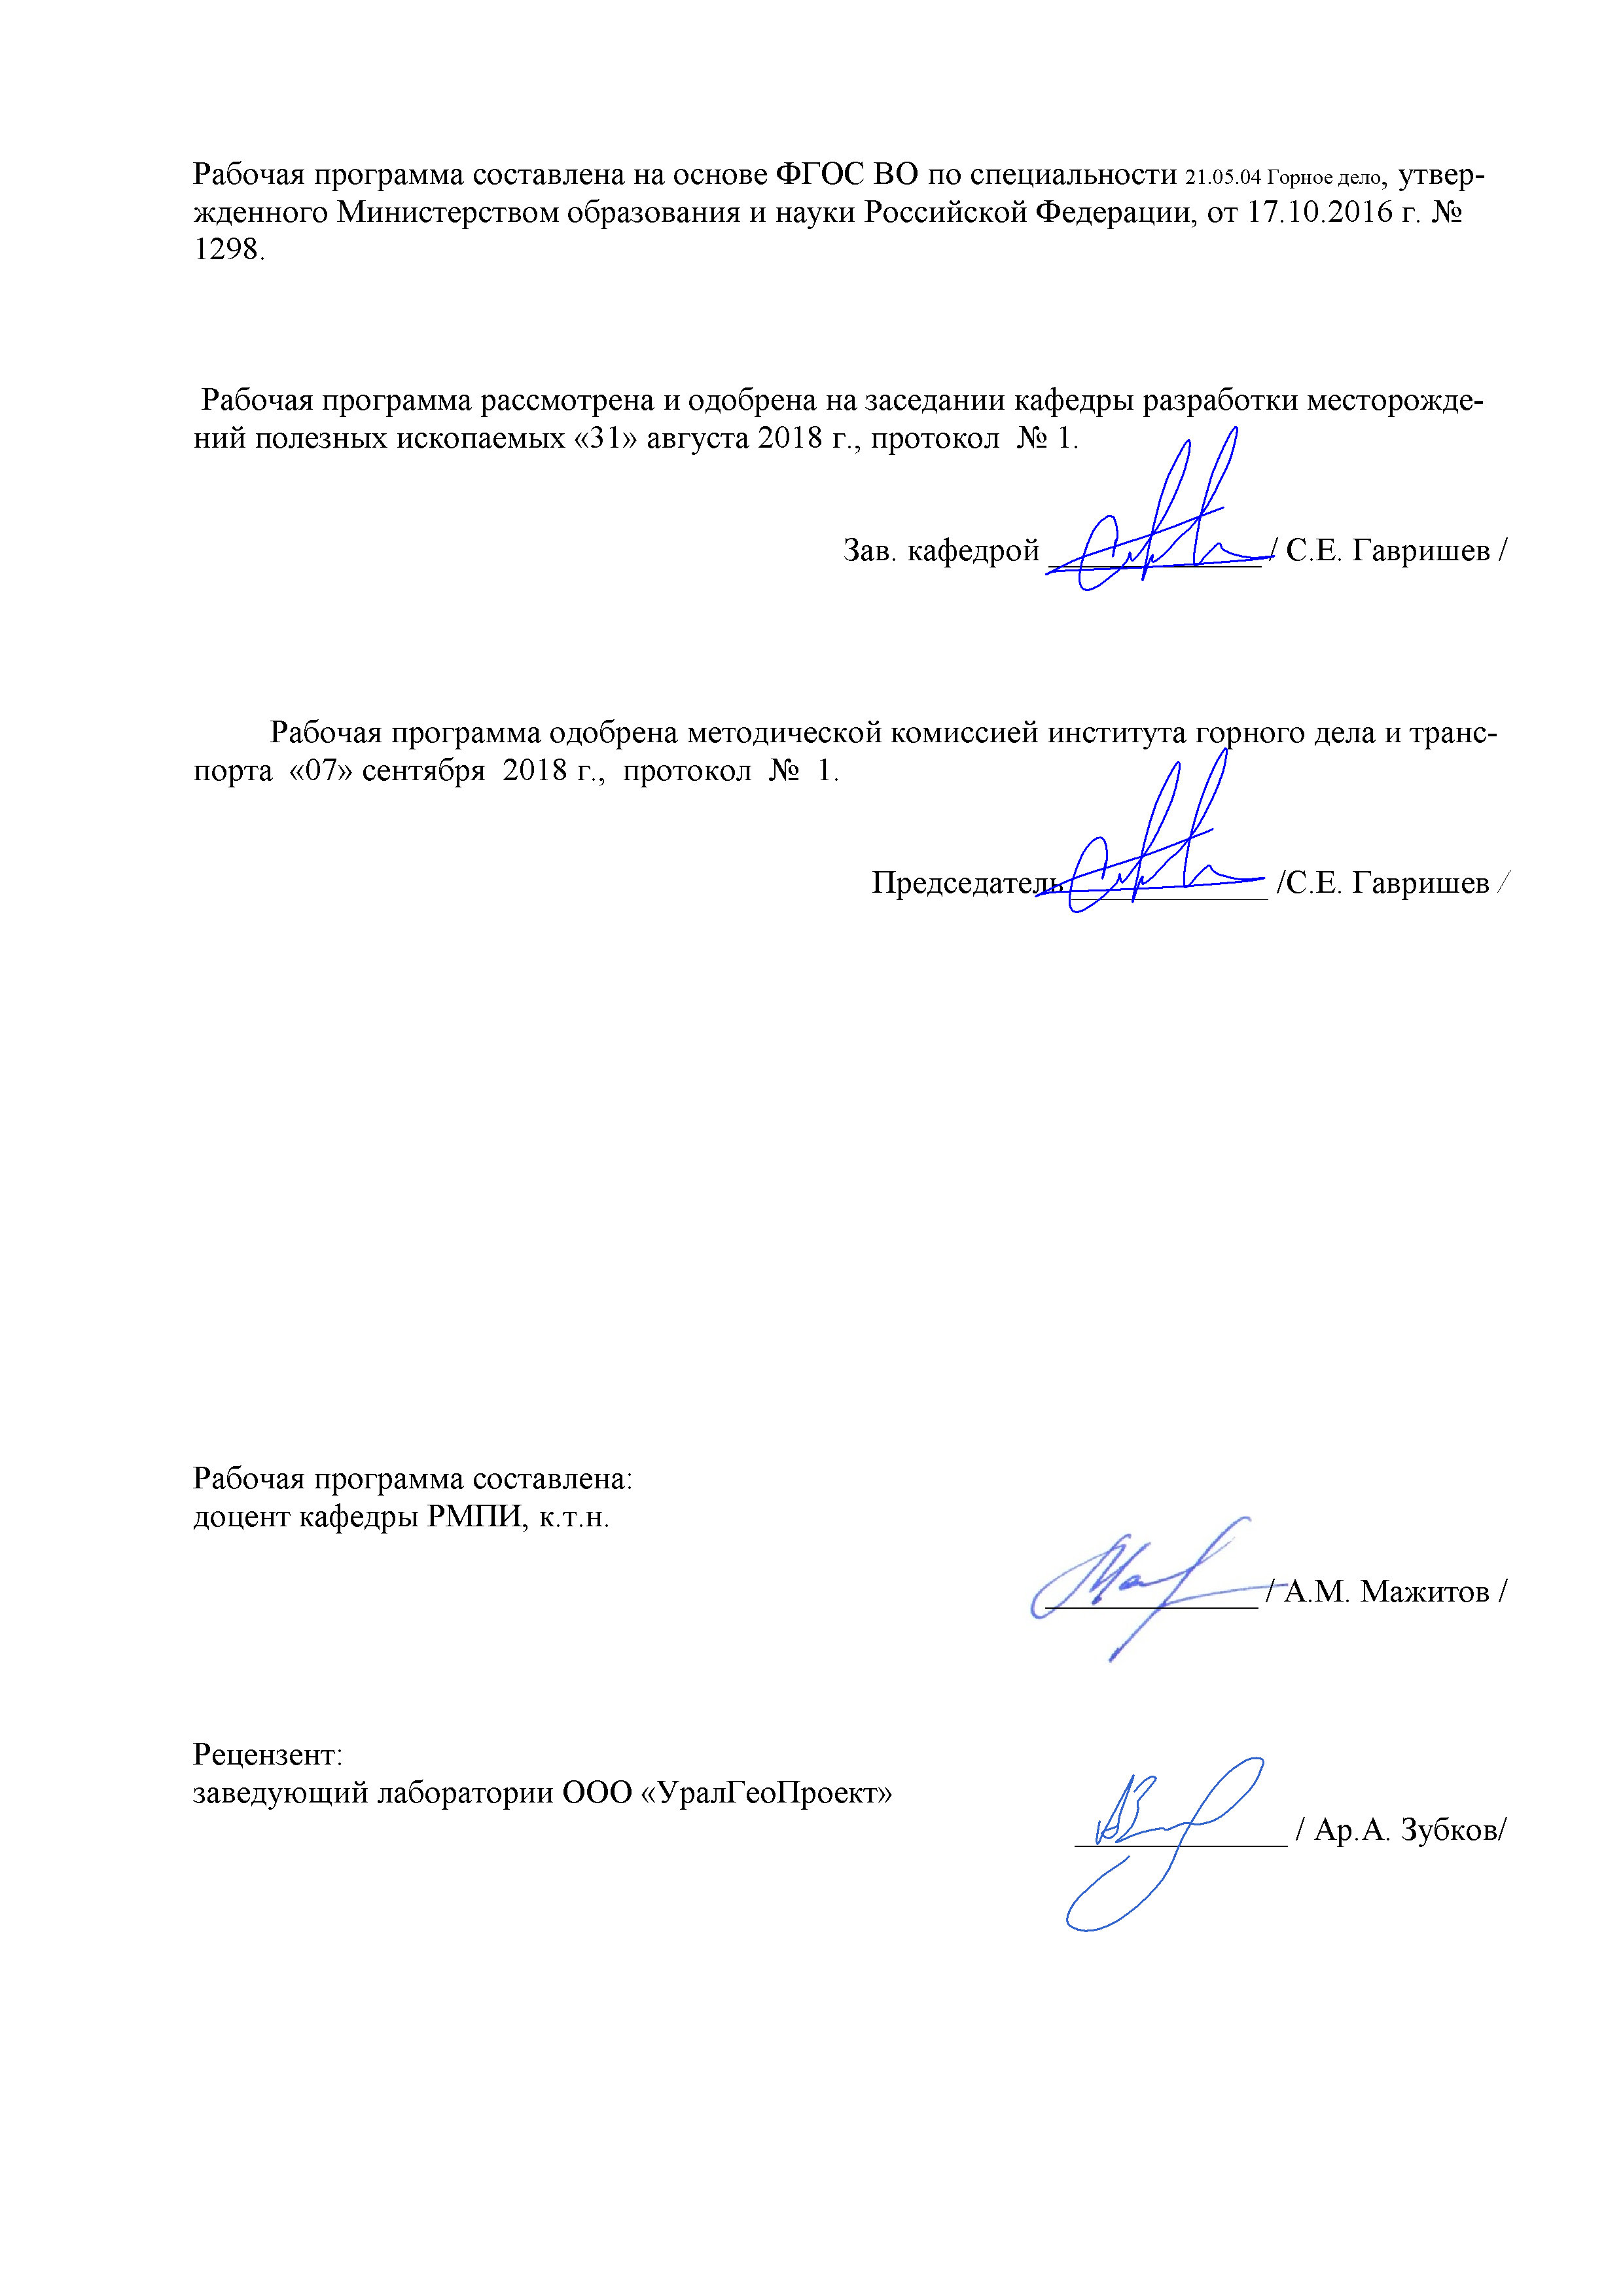 Рабочая программа составлена на основе ФГОС ВО по специальности 21.05.04 Горное дело, утвер-
жденного Министерством образования и науки Российской Федерации, от 17.10.2016 г. №
1298.
Рабочая программа рассмотрена и одобрена на заседании кафедры разработки месторожде-
ний полезных ископаемых «31» августа 2018 г., протокол № 1.
Зав. кафедрой _____________/ С.Е. Гавришев /
Рабочая программа одобрена методической комиссией института горного дела и транс-
порта «07» сентября 2018 г., протокол № 1.
Председатель ____________ /С.Е. Гавришев /
Рабочая программа составлена:
доцент кафедры РМПИ, к.т.н.
_____________/ А.М. Мажитов /
Рецензент:
заведующий лаборатории ООО «УралГеоПроект»
_____________ / Ар.А. Зубков/